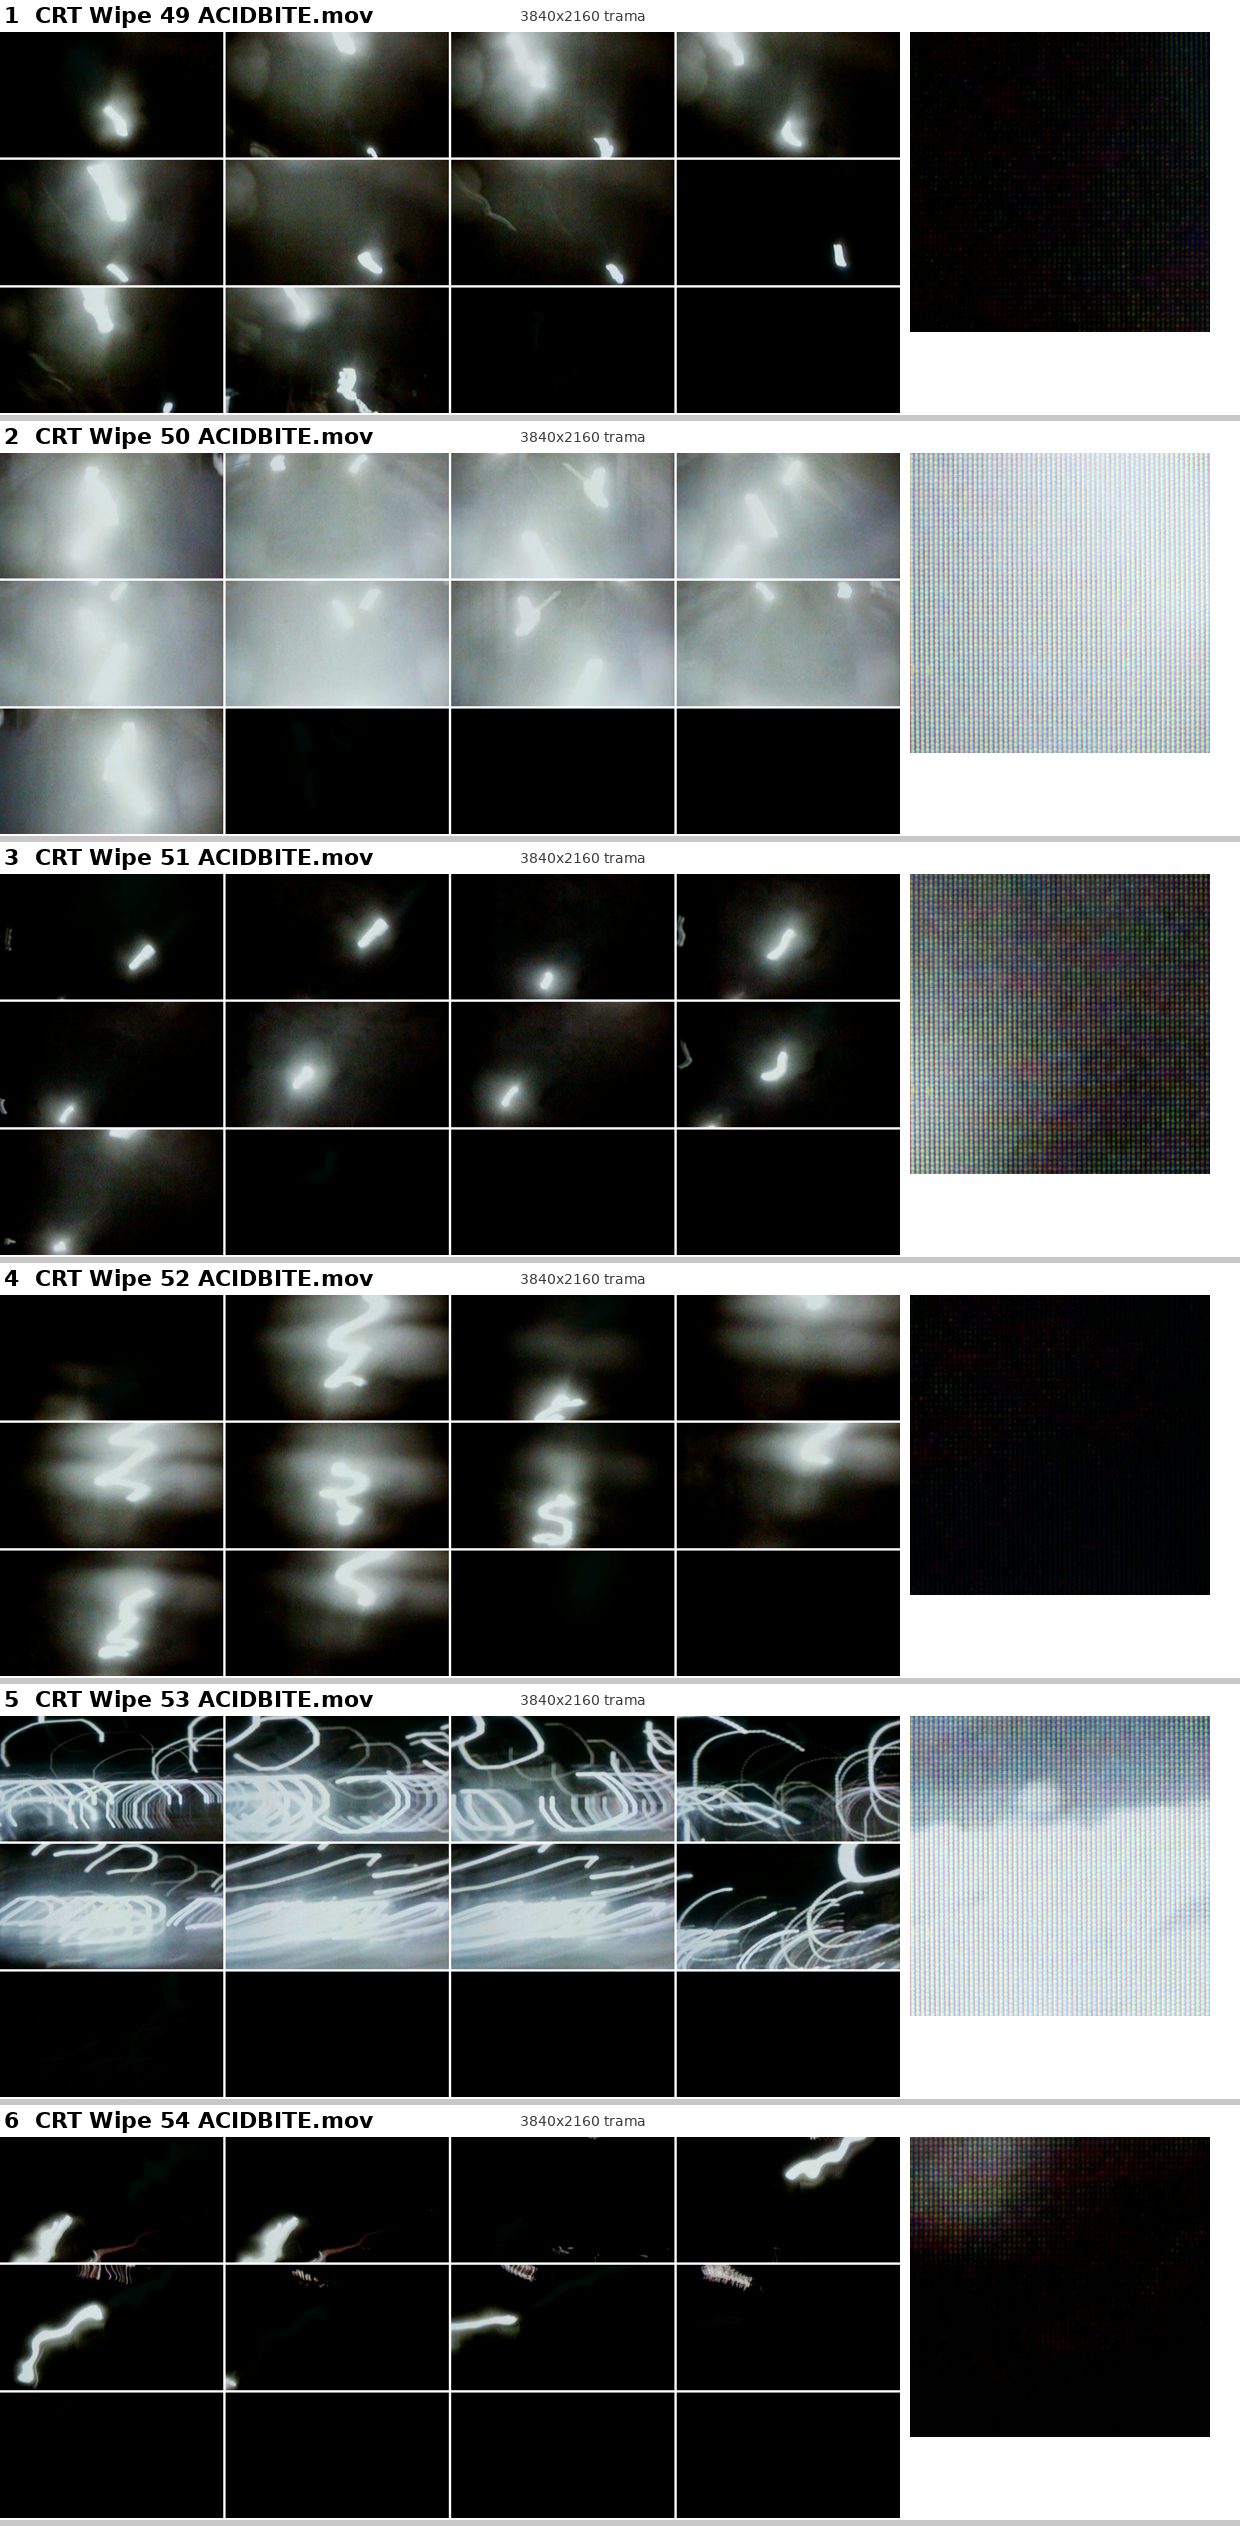 1 CRT Wipe 49 ACIDBITE.mov 3840x2160 trama
2 CRT Wipe 50 ACIDBITE.mov 3840x2160 trama
3 CRT Wipe 51 ACIDBITE.mov 3840x2160 trama
4 CRT Wipe 52 ACIDBITE.mov 3840x2160 trama
5 CRT Wipe 53 ACIDBITE.mov 3840x2160 trama
6 CRT Wipe 54 ACIDBITE.mov 3840x2160 trama